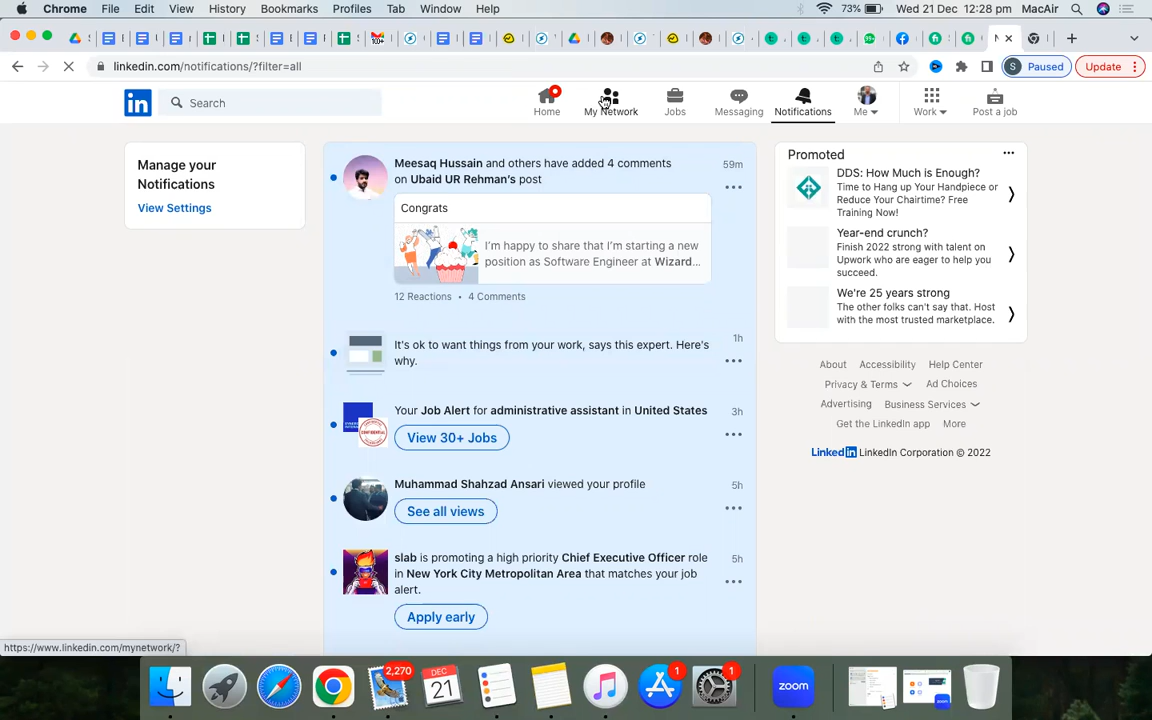 Chrome File Edit View History Bookmarks Profiles Tab Window Help 73% Wed 21 Dec 12:28 pm MacAir
linkedin.com/notifications/?filter=all S Paused Update
in Search Home My Network Jobs Messaging Notifications Me Work Post a job
Manage your
Notifications
View Settings
Meesaq Hussain and others have added 4 comments 59m
on Ubaid UR Rehman's post
Congrats
I'm happy to share that I'm starting a new
position as Software Engineer at Wizard...
12 Reactions • 4 Comments
It's ok to want things from your work, says this expert. Here's 1h
why.
Your Job Alert for administrative assistant in United States 3h
CONFIDENTIAL
View 30+ Jobs
Muhammad Shahzad Ansari viewed your profile 5h
See all views
slab is promoting a high priority Chief Executive Officer role 5h
in New York City Metropolitan Area that matches your job
alert.
Apply early
Promoted
DDS: How Much is Enough?
Time to Hang up Your Handpiece or
Reduce Your Chairtime? Free
Training Now!
Year-end crunch?
Finish 2022 strong with talent on
Upwork who are eager to help you
succeed.
We're 25 years strong
The other folks can't say that. Host
with the most trusted marketplace.
About Accessibility Help Center
Privacy & Terms Ad Choices
Advertising Business Services
Get the LinkedIn app More
LinkedIn LinkedIn Corporation © 2022
https://www.linkedin.com/mynetwork/?
2,270 DEC 21 1 1 zoom